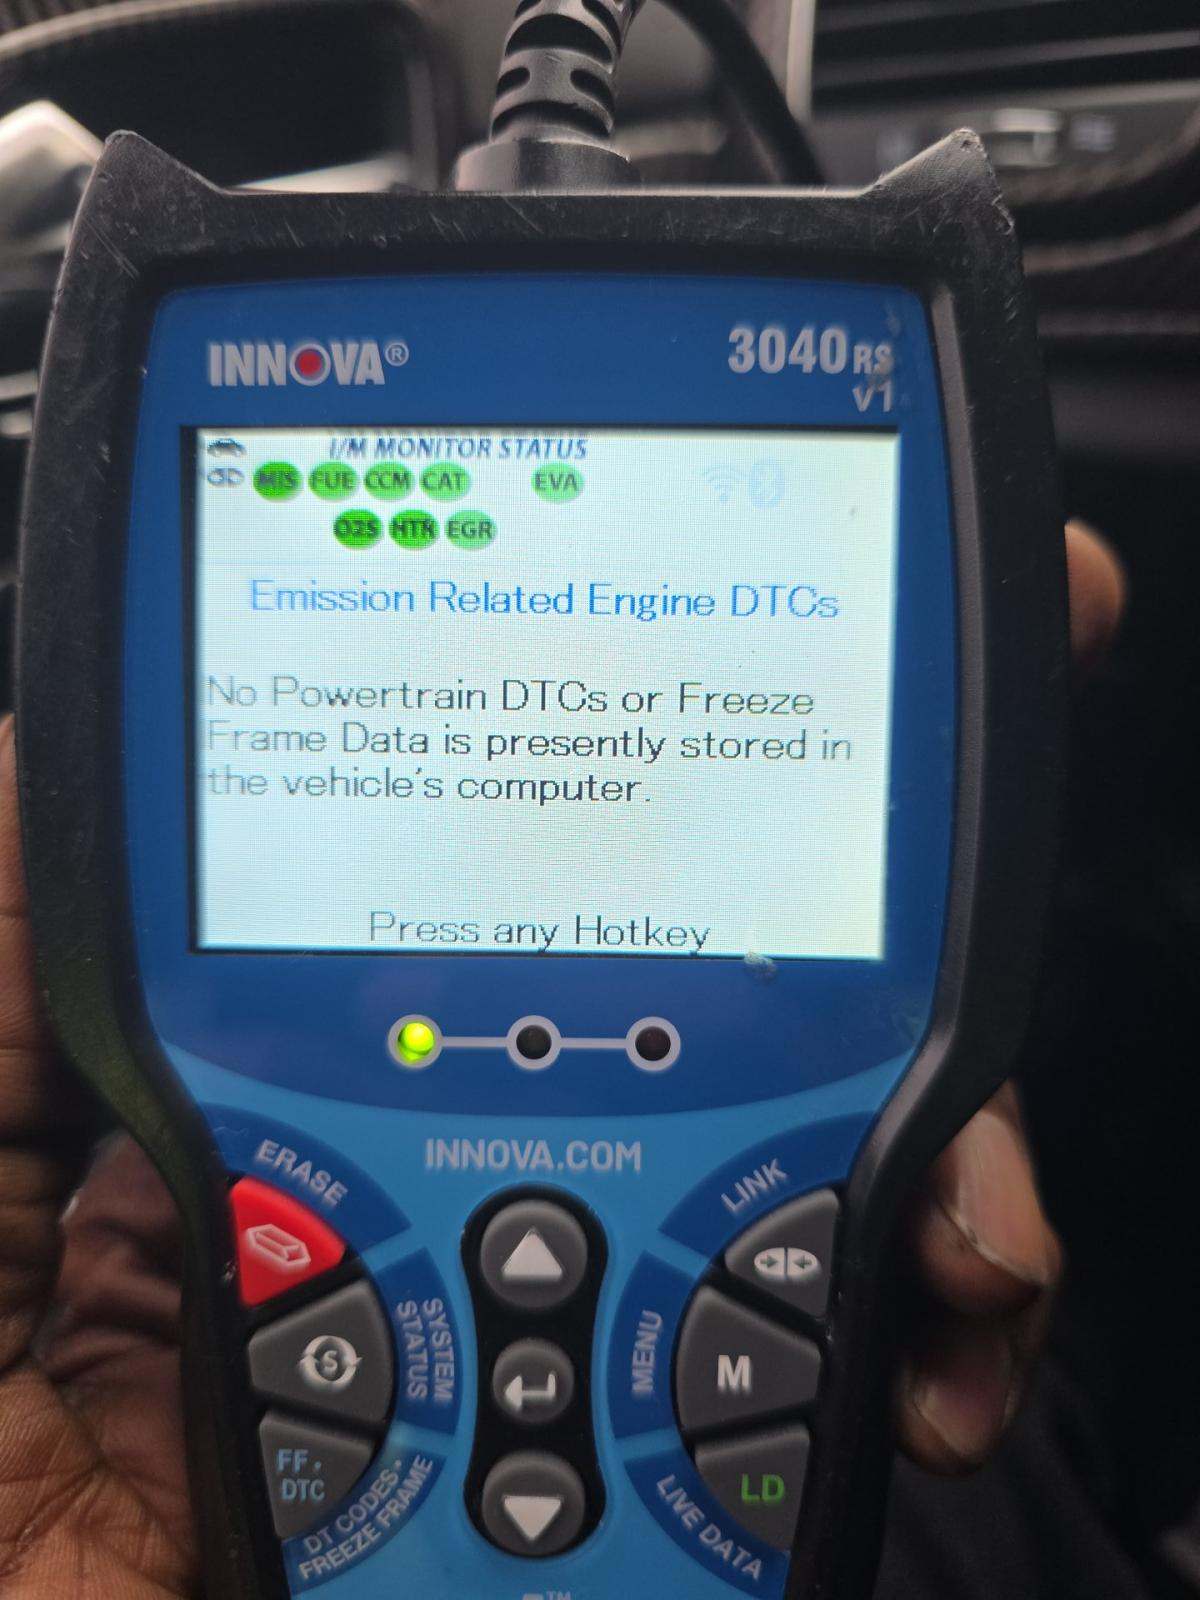 INNOVA®
3040RS
V1
I/M MONITOR STATUS
MIS FUE CCM CAT EVA
O2S HTR EGR
Emission Related Engine DTCs
No Powertrain DTCs or Freeze
Frame Data is presently stored in
the vehicle's computer.
Press any Hotkey
INNOVA.COM
ERASE
LINK
S
SYSTEM
STATUS
MENU
M
FF.
DTC
DT CODES.
FREEZE FRAME
LD
LIVE DATA
TM